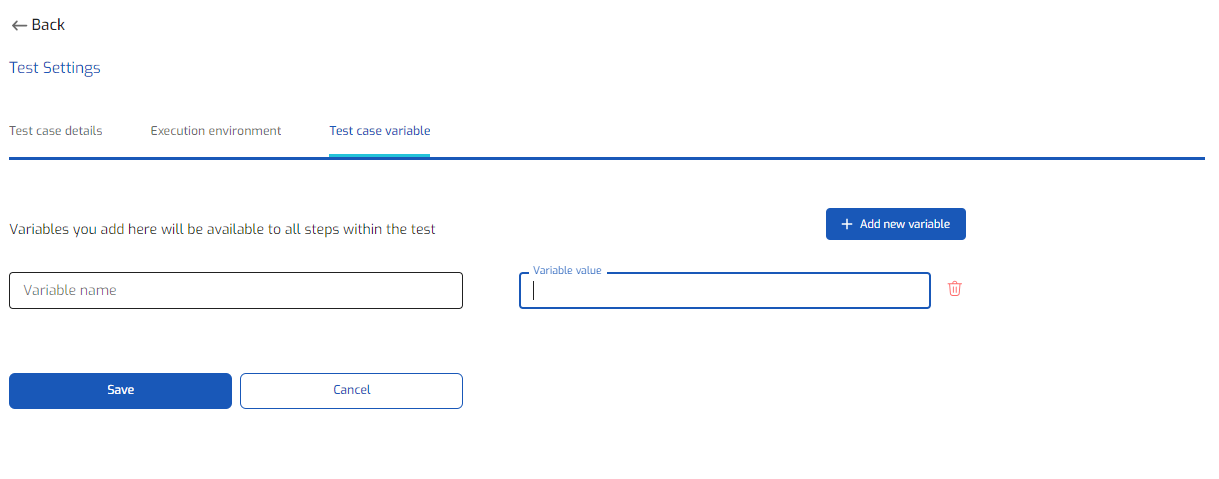 Back
Test Settings
Test case details Execution environment Test case variable
Variables you add here will be available to all steps within the test
Add new variable
Variable name
Variable value
Save
Cancel